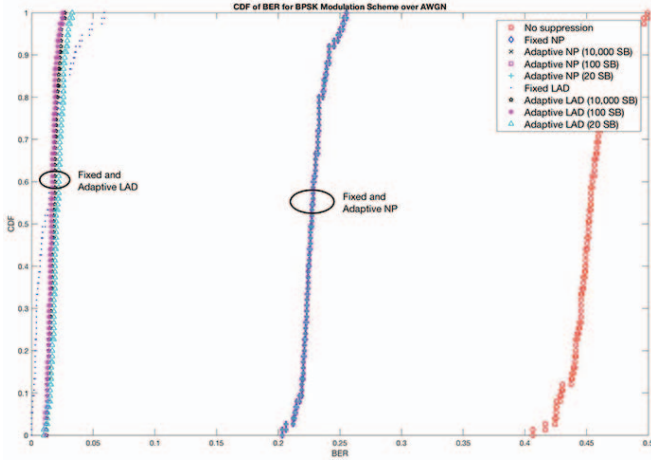 CDF of BER for BPSK Modulation Scheme over AWGN
No suppression
Fixed NP
Adaptive NP (10,000 SB)
Adaptive NP (100 SB)
Adaptive NP (20 SB)
Fixed LAD
Adaptive LAD (10,000 SB)
Adaptive LAD (100 SB)
Adaptive LAD (20 SB)
Fixed and
Adaptive LAD
Fixed and
Adaptive NP
CDF
1
0.9
0.8
0.7
0.6
0.5
0.4
0.3
0.2
0.1
0
0 0.05 0.1 0.15 0.2 0.25 0.3 0.35 0.4 0.45 0.5
BER